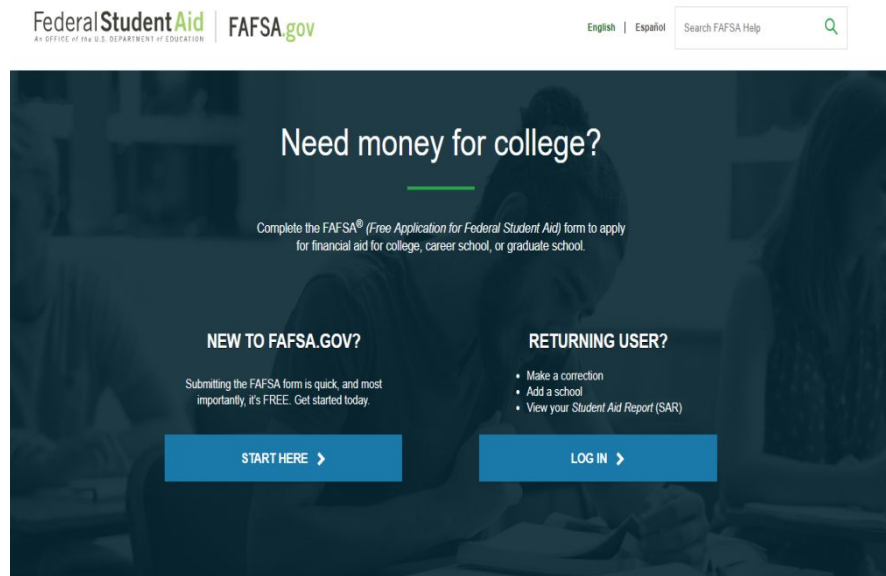 Federal Student Aid
An OFFICE of the U.S. DEPARTMENT of EDUCATION
FAFSA.gov
English | Español
Search FAFSA Help
Need money for college?
Complete the FAFSA® (Free Application for Federal Student Aid) form to apply
for financial aid for college, career school, or graduate school.
NEW TO FAFSA.GOV?
Submitting the FAFSA form is quick, and most
importantly, it's FREE. Get started today.
START HERE
RETURNING USER?
• Make a correction
• Add a school
• View your Student Aid Report (SAR)
LOG IN